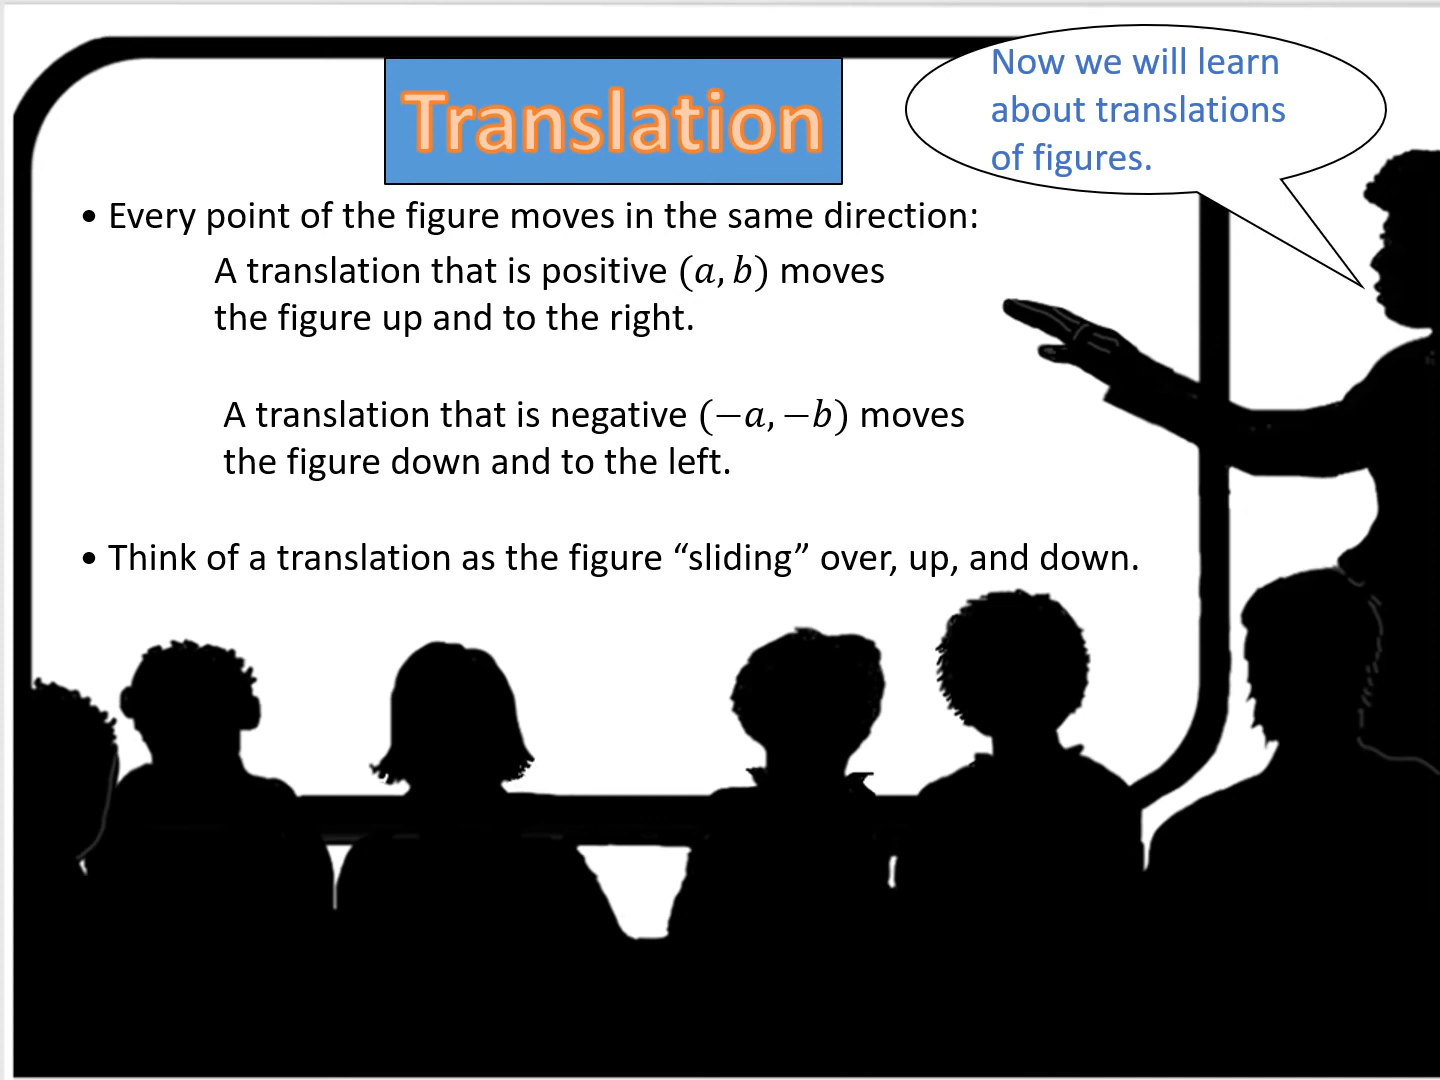 Translation
Now we will learn
about translations
of figures.
• Every point of the figure moves in the same direction:
A translation that is positive (𝑎, 𝑏) moves
the figure up and to the right.
A translation that is negative (−𝑎, −𝑏) moves
the figure down and to the left.
• Think of a translation as the figure “sliding” over, up, and down.